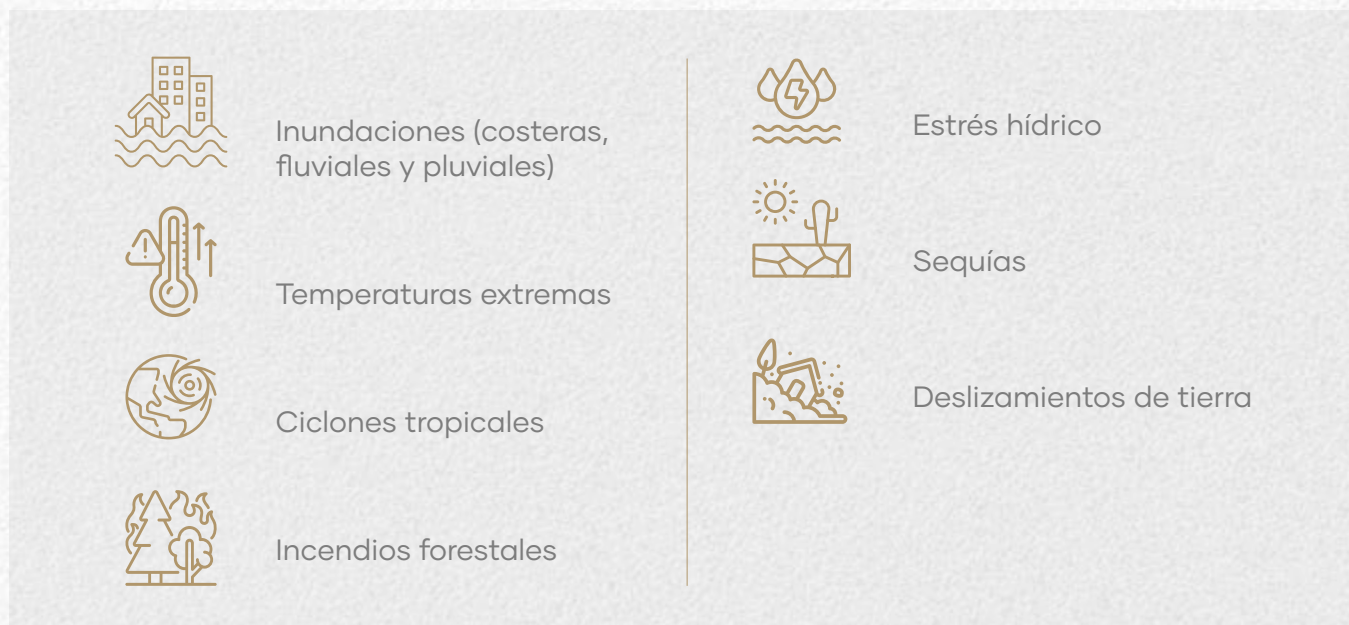 Inundaciones (costeras,
fluviales y pluviales)
Temperaturas extremas
Ciclones tropicales
Incendios forestales
Estrés hídrico
Sequías
Deslizamientos de tierra